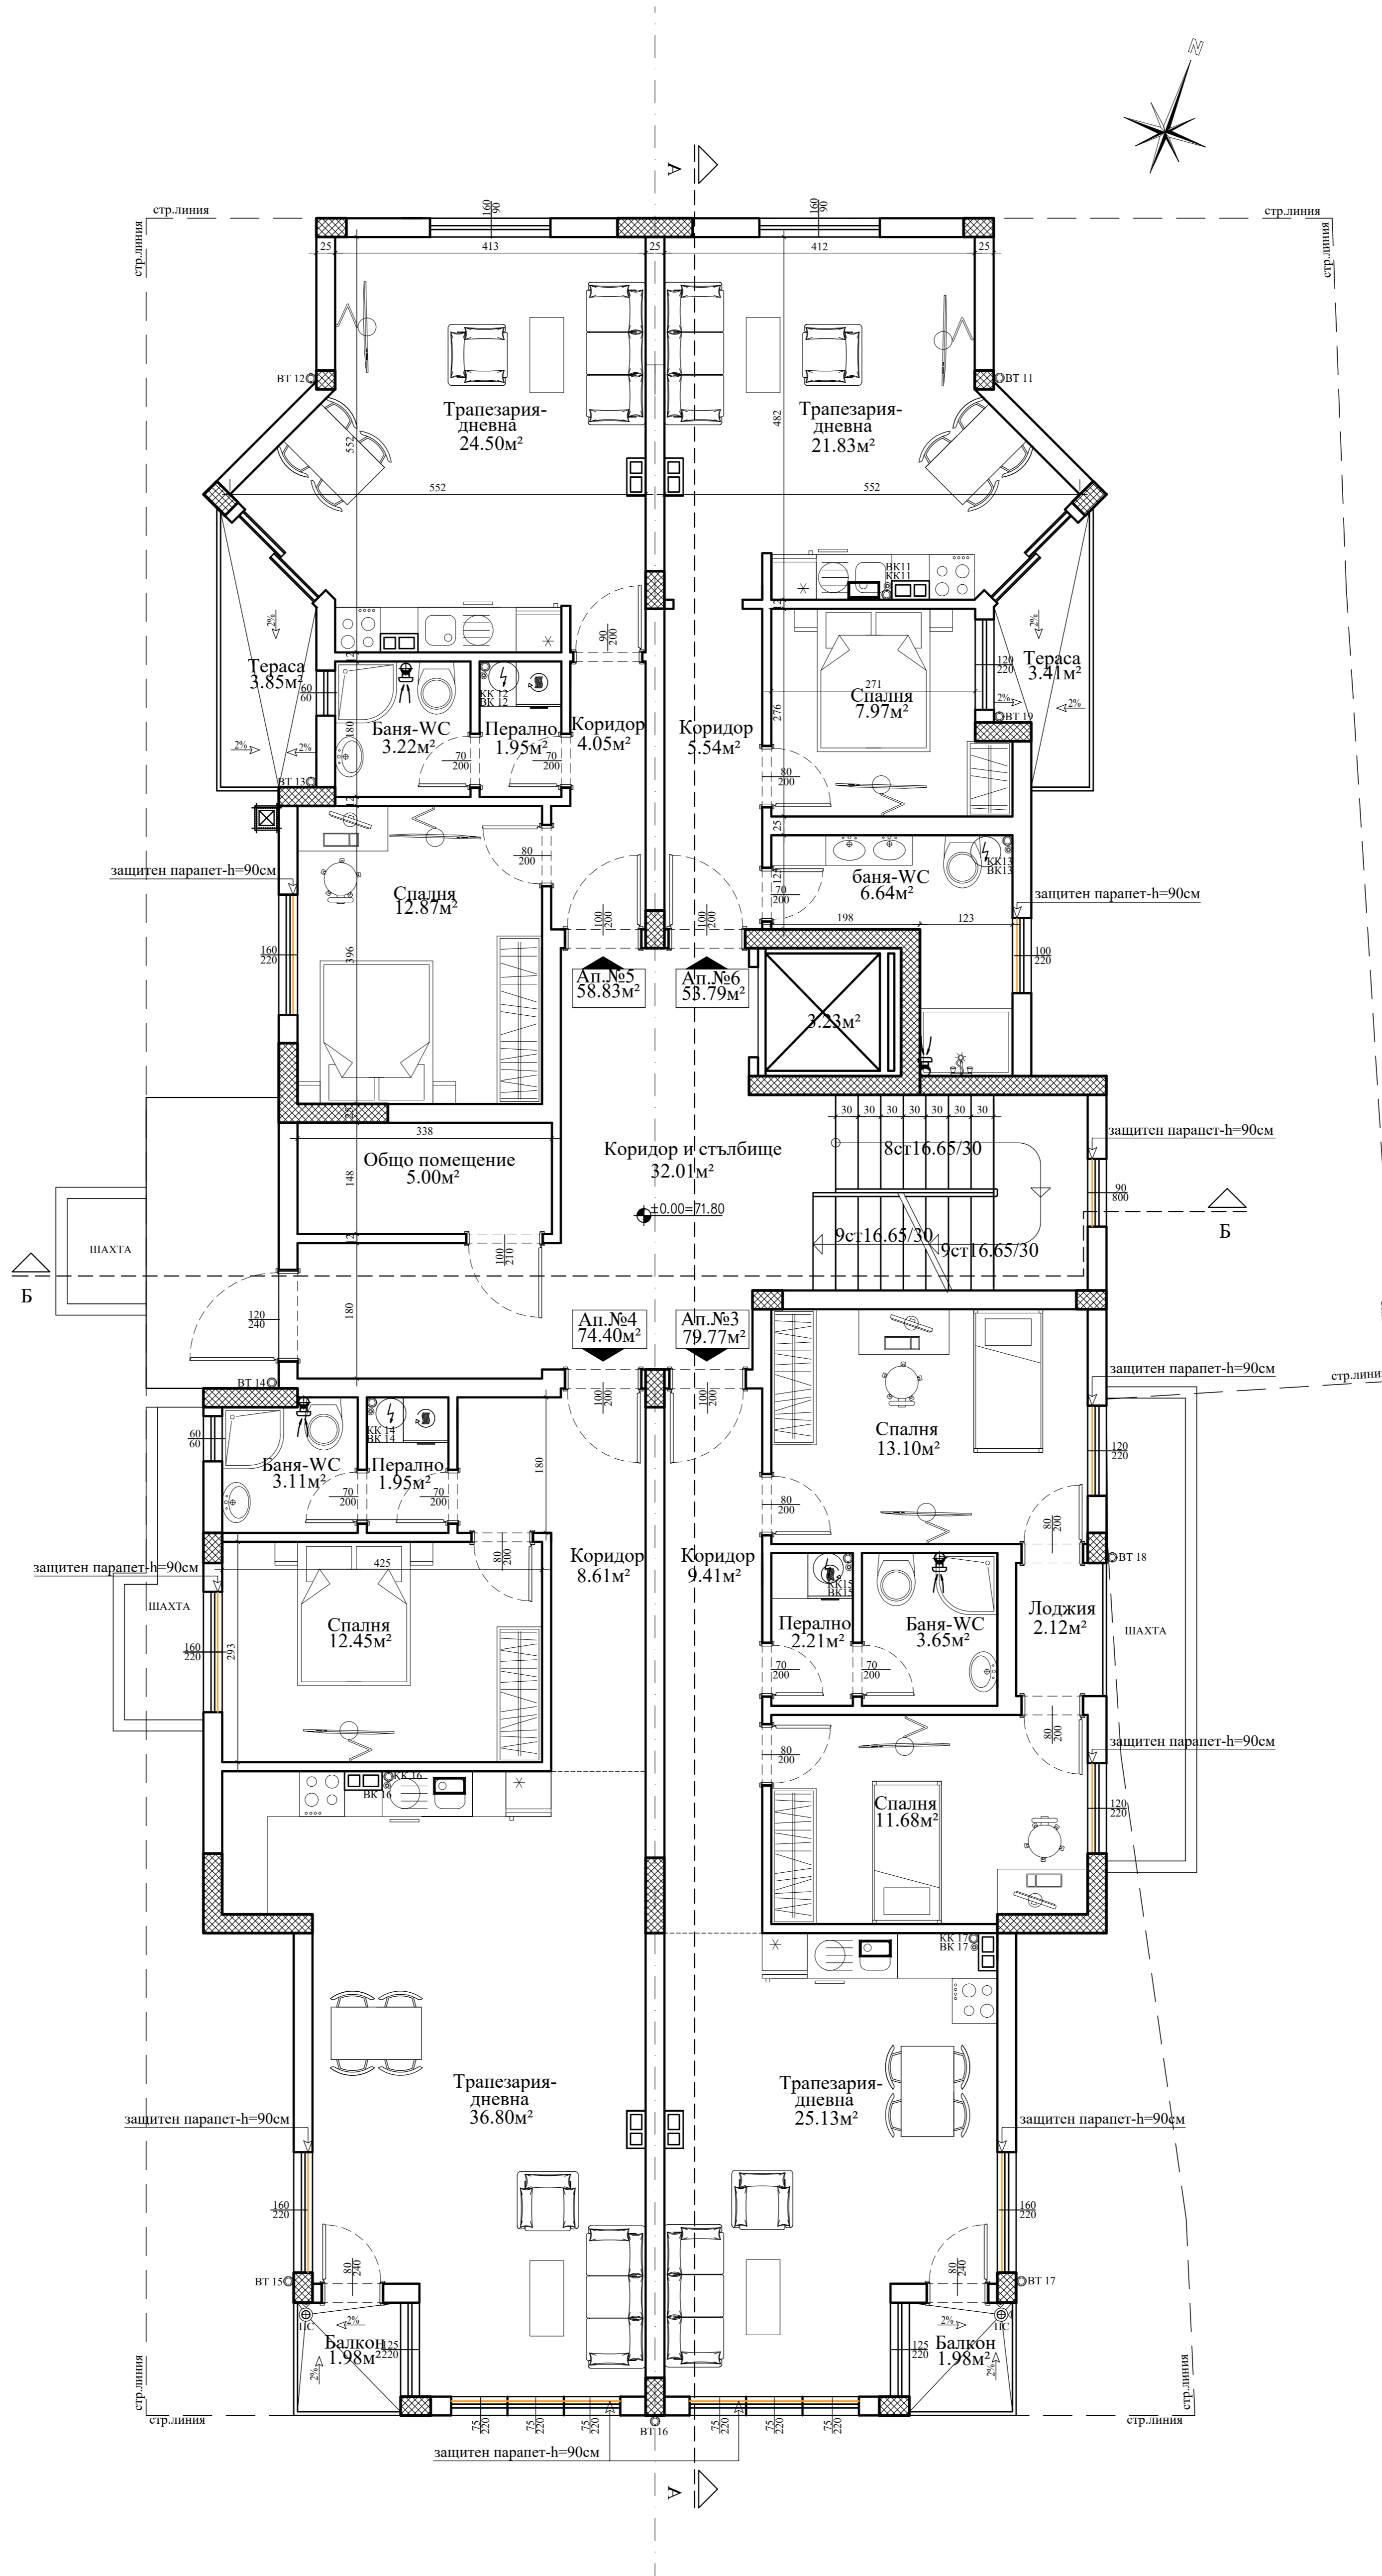 N
А
стр.линия
стр.линия
стр.линия
стр.линия
160
90
160
90
25
413
25
412
25
ВТ 12
ВТ 11
Трапезария-
дневна
24.50м²
Трапезария-
дневна
21.83м²
552
482
552
552
ВК11
КК11
12
90
200
2%
2%
Тераса
3.85м²
12
60
60
120
220
Тераса
3.41м²
271
Спалня
7.97м²
КК 12
ВК 12
276
2%
2%
ВТ 19
180
Баня-WC
3.22м²
Перално
1.95м²
Коридор
4.05м²
Коридор
5.54м²
2%
2%
70
200
70
200
80
200
ВТ 13
12
25
80
200
защитен парапет-h=90см
Спалня
12.87м²
125
70
200
баня-WC
6.64м²
КК13
ВК13
защитен парапет-h=90см
198
123
100
200
100
200
160
220
396
100
220
Ап.№5
58.83м²
Ап.№6
53.79м²
3.23м²
25
30
30
30
30
30
30
30
338
защитен парапет-h=90см
Общо помещение
5.00м²
148
Коридор и стълбище
32.01м²
8ст16.65/30
90
800
±0.00=71.80
9ст16.65/30
9ст16.65/30
Б
ШАХТА
12
100
210
Б
120
240
180
Ап.№4
74.40м²
Ап.№3
79.77м²
защитен парапет-h=90см
стр.линия
ВТ 14
100
200
100
200
60
60
КК 14
ВК 14
Спалня
13.10м²
120
220
Баня-WC
3.11м²
Перално
1.95м²
180
70
200
70
200
80
200
80
200
80
200
Коридор
8.61м²
Коридор
9.41м²
ВТ 18
защитен парапет-h=90см
425
КК15
ВК15
ШАХТА
Спалня
12.45м²
Перално
2.21м²
Баня-WC
3.65м²
Лоджия
2.12м²
ШАХТА
160
220
293
70
200
70
200
80
200
80
200
защитен парапет-h=90см
КК 16
ВК 16
Спалня
11.68м²
120
220
КК 17
ВК 17
Трапезария-
дневна
36.80м²
Трапезария-
дневна
25.13м²
защитен парапет-h=90см
защитен парапет-h=90см
160
220
160
220
80
240
80
240
ВТ 15
ВТ 17
ПС
2%
2%
ПС
Балкон
1.98м²
125
220
125
220
Балкон
1.98м²
2%
2%
стр.линия
стр.линия
стр.линия
стр.линия
75
220
75
220
75
220
75
220
75
220
75
220
ВТ 16
защитен парапет-h=90см
А